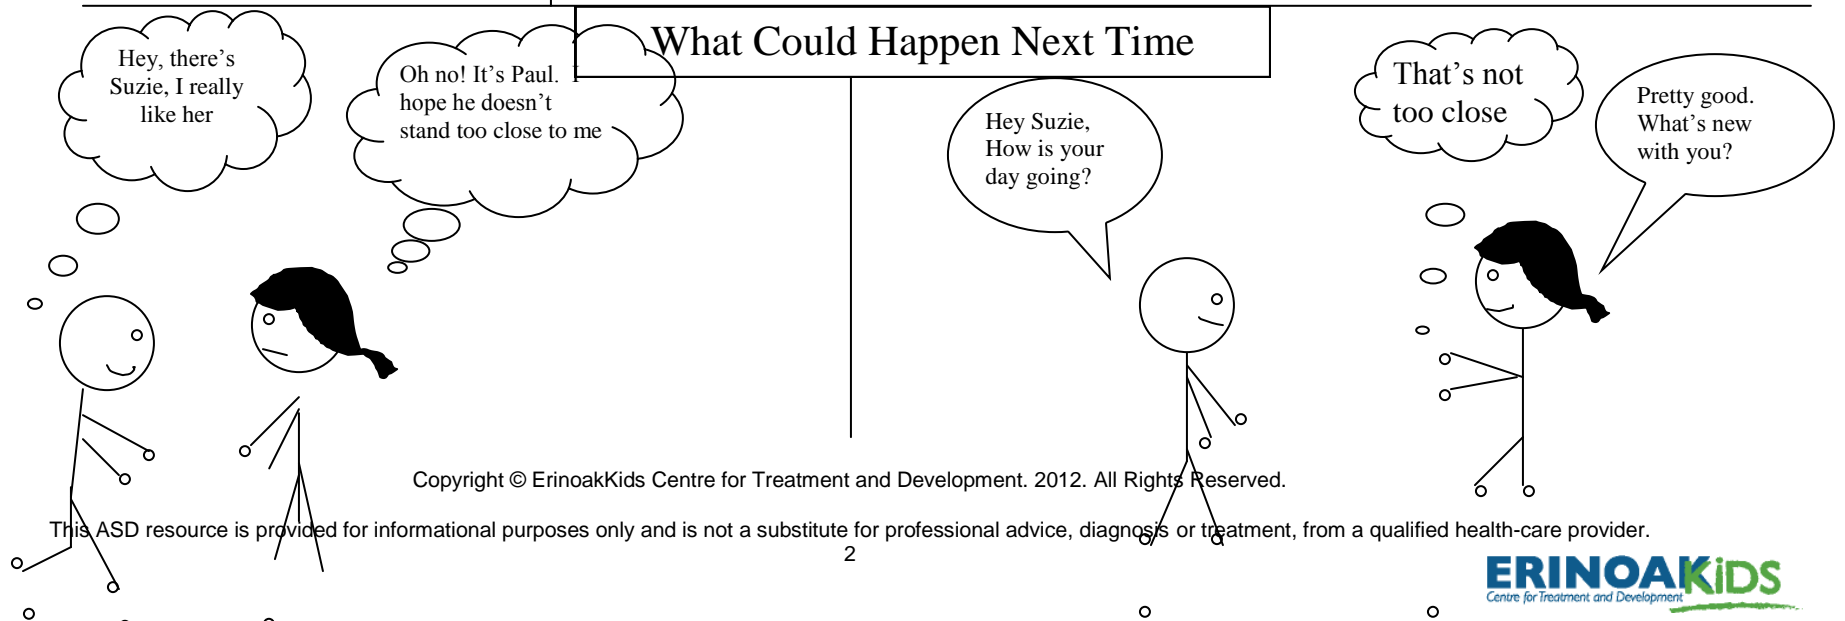 What Could Happen Next Time
Hey, there's
Suzie, I really
like her
Oh no! It's Paul. I
hope he doesn't
stand too close to me
Hey Suzie,
How is your
day going?
That's not
too close
Pretty good.
What's new
with you?
Copyright © ErinoakKids Centre for Treatment and Development. 2012. All Rights Reserved.
This ASD resource is provided for informational purposes only and is not a substitute for professional advice, diagnosis or treatment, from a qualified health-care provider.
2
ERINOAKKiDS
Centre for Treatment and Development